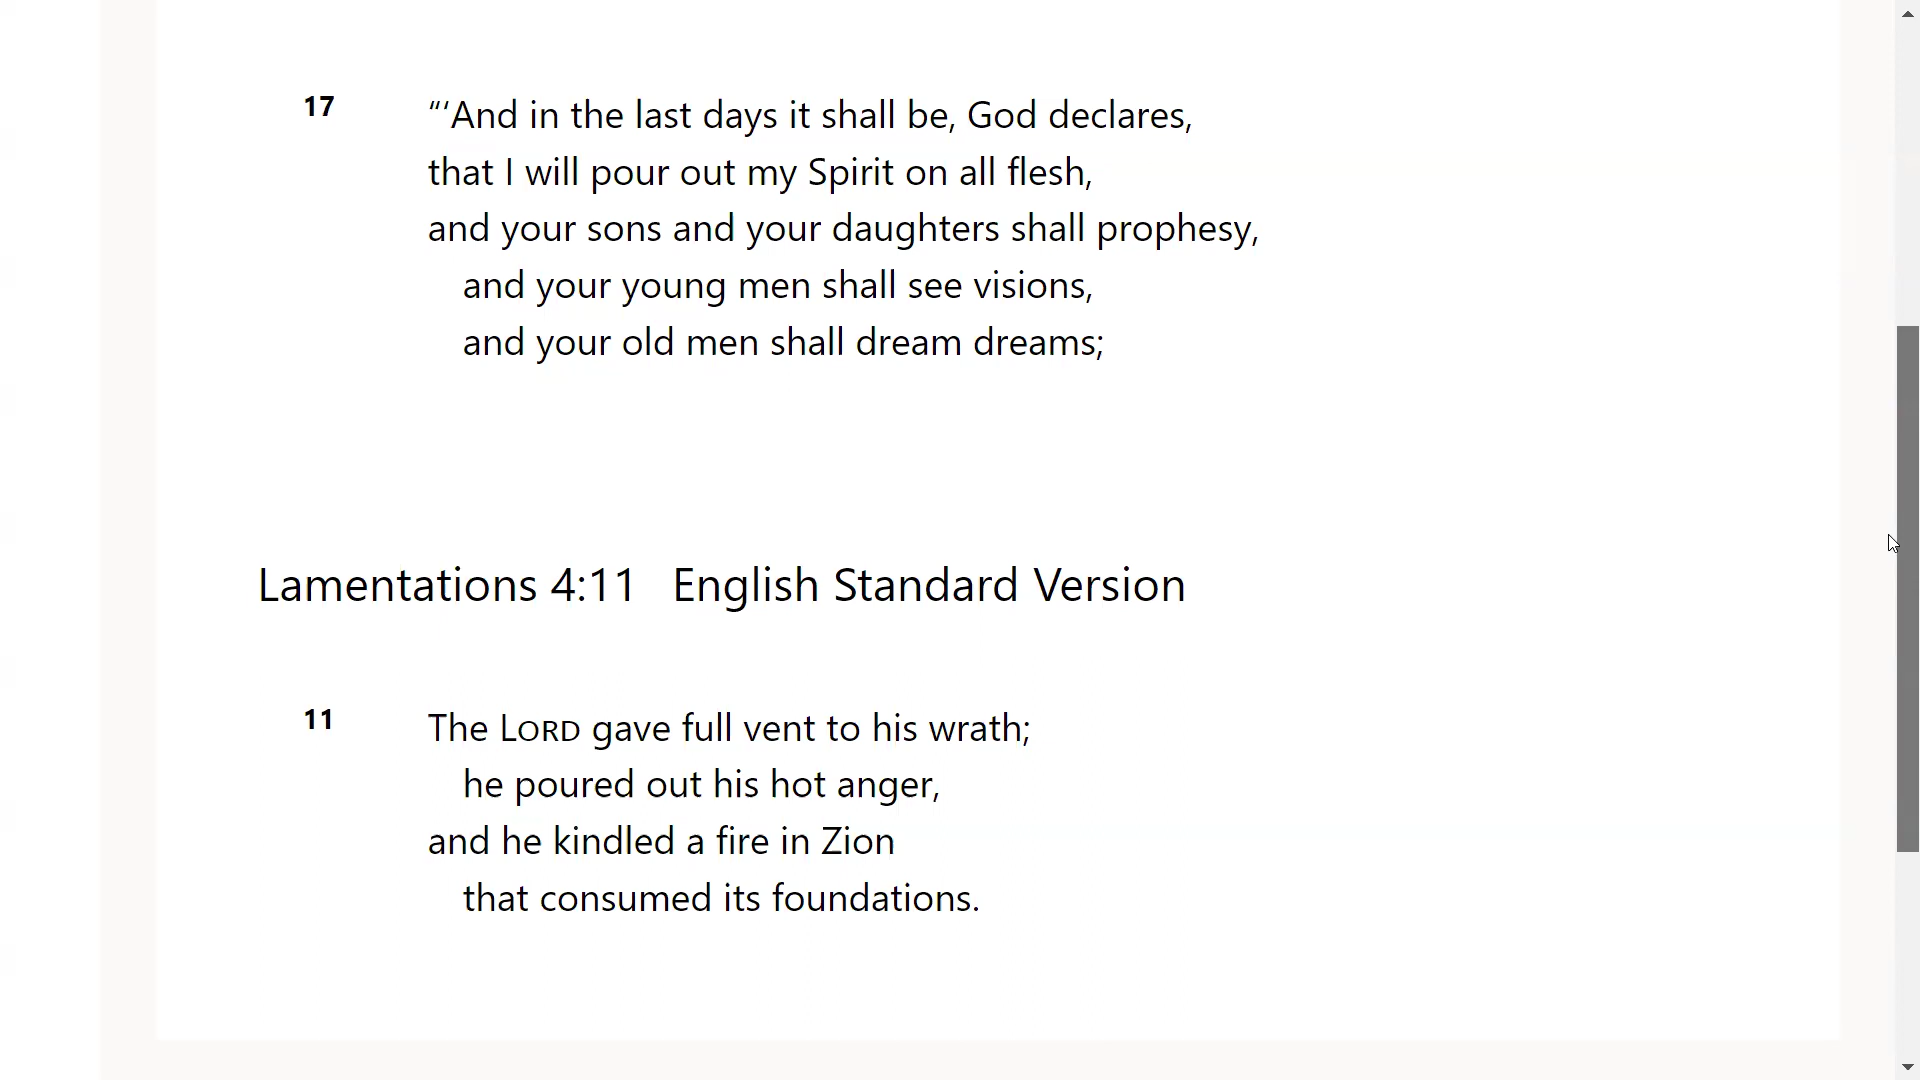 17 “‘And in the last days it shall be, God declares,
that I will pour out my Spirit on all flesh,
and your sons and your daughters shall prophesy,
and your young men shall see visions,
and your old men shall dream dreams;
Lamentations 4:11 English Standard Version
11 The LORD gave full vent to his wrath;
he poured out his hot anger,
and he kindled a fire in Zion
that consumed its foundations.